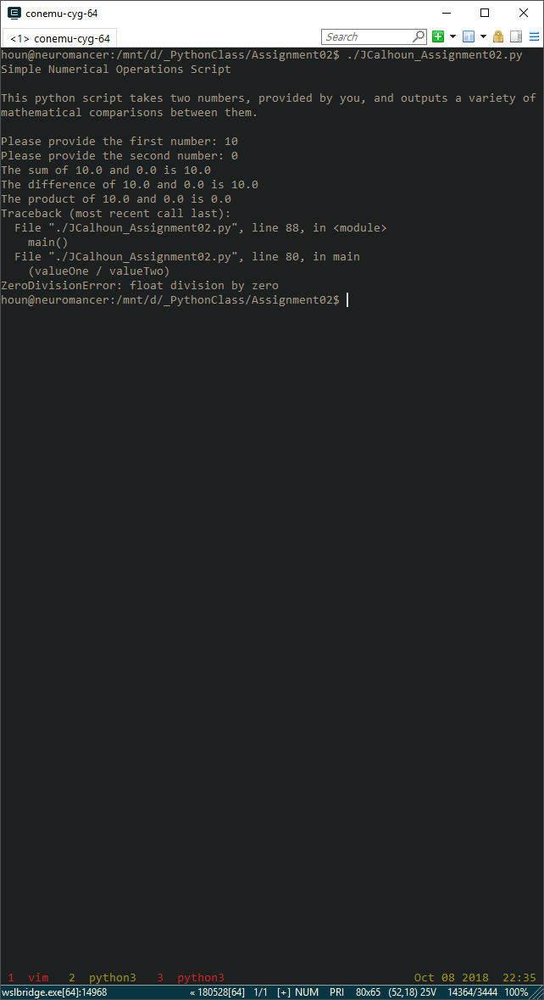 conemu-cyg-64
<1> conemu-cyg-64
Search
houn@neuromancer:/mnt/d/_PythonClass/Assignment02$ ./JCalhoun_Assignment02.py
Simple Numerical Operations Script
This python script takes two numbers, provided by you, and outputs a variety of
mathematical comparisons between them.
Please provide the first number: 10
Please provide the second number: 0
The sum of 10.0 and 0.0 is 10.0
The difference of 10.0 and 0.0 is 10.0
The product of 10.0 and 0.0 is 0.0
Traceback (most recent call last):
  File "./JCalhoun_Assignment02.py", line 88, in <module>
    main()
  File "./JCalhoun_Assignment02.py", line 80, in main
    (valueOne / valueTwo)
ZeroDivisionError: float division by zero
houn@neuromancer:/mnt/d/_PythonClass/Assignment02$
1 vim 2 python3 3 python3 Oct 08 2018 22:35
wslbridge.exe[64]:14968 « 180528[64] 1/1 [+] NUM PRI 80x65 (52,18) 25V 14364/3444 100%